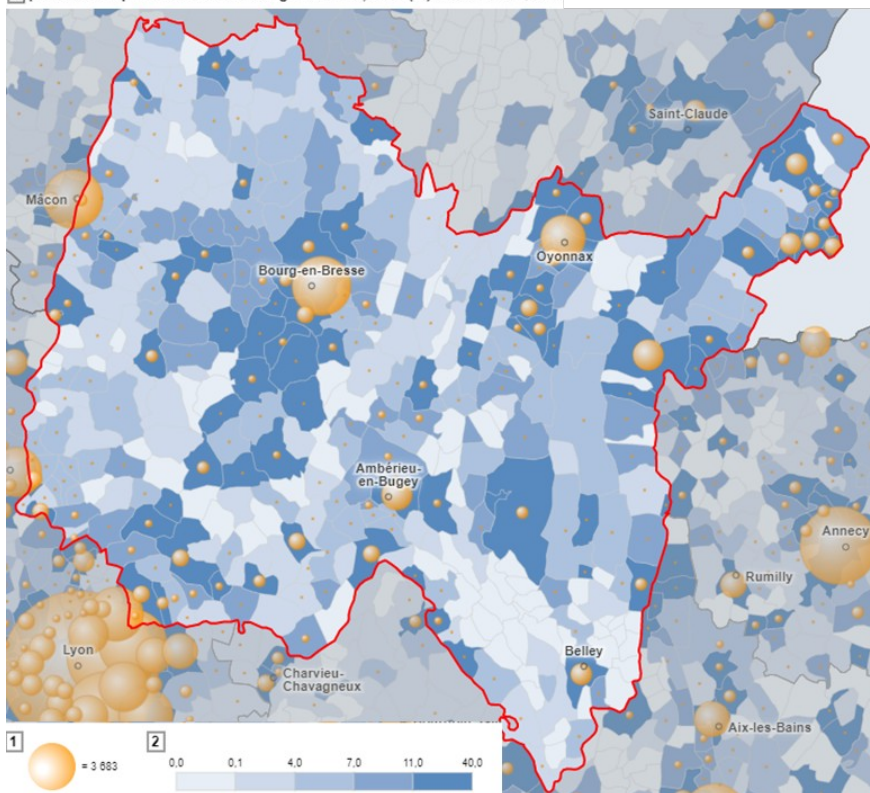 Saint-Claude
Mâcon
Oyonnax
Bourg-en-Bresse
Ambérieu-
en-Bugey
Annecy
Rumilly
Lyon
Belley
Charvieu-
Chavagneux
Aix-les-Bains
1
2
= 3 683
0,0 0,1 4,0 7,0 11,0 40,0